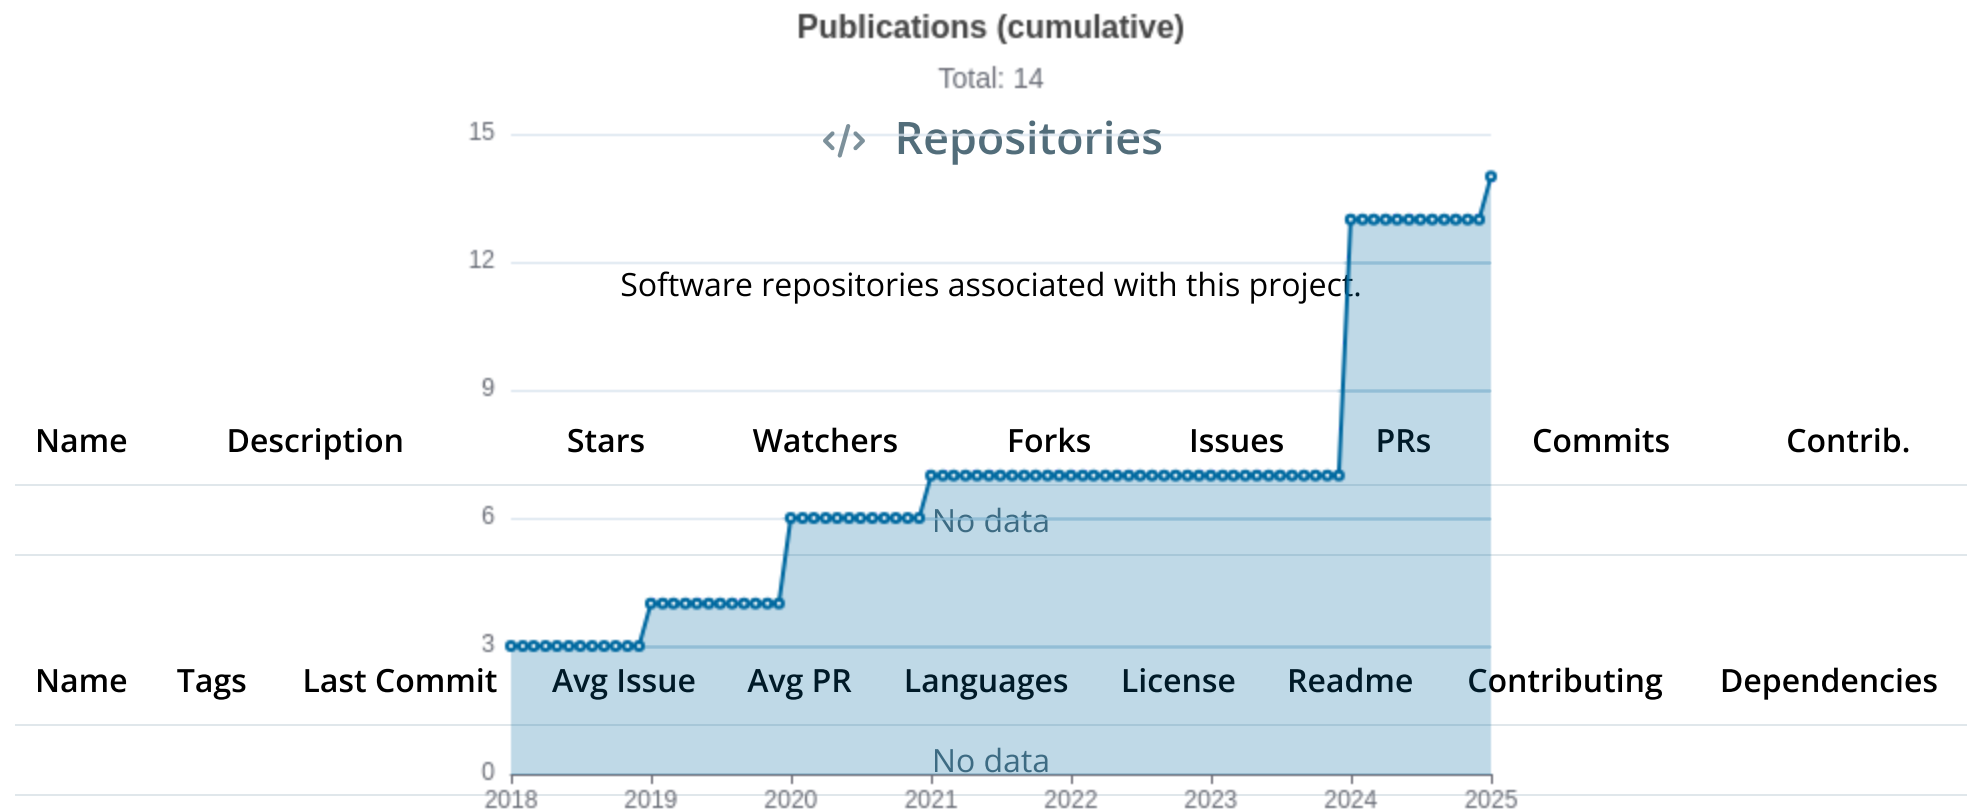 Publications (cumulative)
Total: 14
15
</> Repositories
12
Software repositories associated with this project.
9
Name Description Stars Watchers Forks Issues PRs Commits Contrib.
6
No data
3
Name Tags Last Commit Avg Issue Avg PR Languages License Readme Contributing Dependencies
No data
0
2018 2019 2020 2021 2022 2023 2024 2025